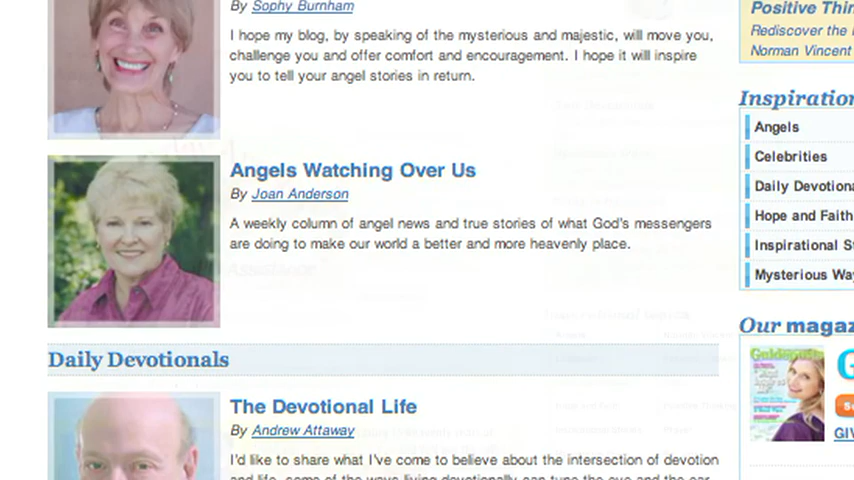 By Sophy Burnham
I hope my blog, by speaking of the mysterious and majestic, will move you,
challenge you and offer comfort and encouragement. I hope it will inspire
you to tell your angel stories in return.
Angels Watching Over Us
By Joan Anderson
A weekly column of angel news and true stories of what God's messengers
are doing to make our world a better and more heavenly place.
Daily Devotionals
The Devotional Life
By Andrew Attaway
I'd like to share what I've come to believe about the intersection of devotion
Positive Thin
Rediscover the
Norman Vincent
Inspiration
Angels
Celebrities
Daily Devotiona
Hope and Faith
Inspirational S
Mysterious Wa
Our magaz
Guideposts
G
GIV